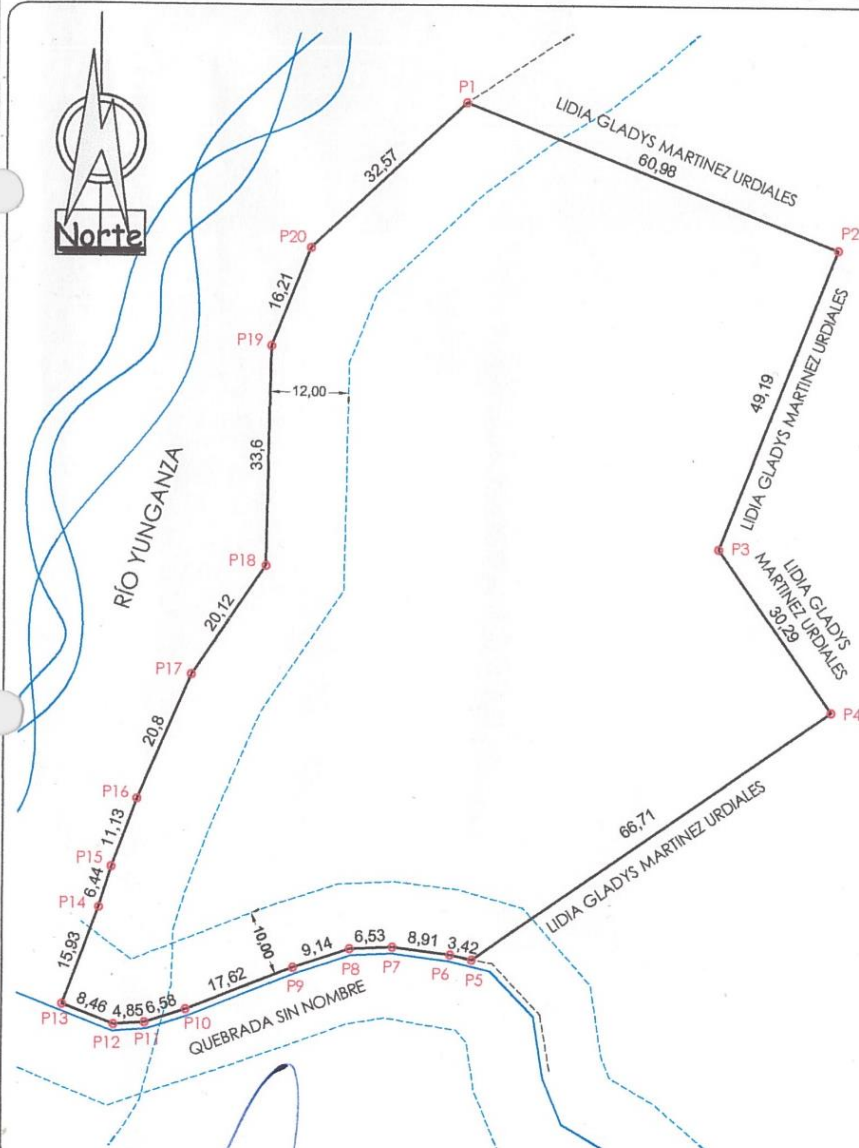 Norte
P1
LIDIA GLADYS MARTINEZ URDIALES
60,98
P2
32,57
P20
16,21
P19
12,00
33,6
LIDIA GLADYS MARTINEZ URDIALES
49,19
RÍO YUNGANZA
P18
P3
LIDIA GLADYS
MARTINEZ URDIALES
30,29
20,12
P17
P4
20,8
P16
66,71
LIDIA GLADYS MARTINEZ URDIALES
11,13
P15
6,44
P14
10,00
15,93
9,14
6,53
8,91
3,42
P8
P7
P6
P5
17,62
P9
P13
8,46
4,85
6,58
P10
P12
P11
QUEBRADA SIN NOMBRE